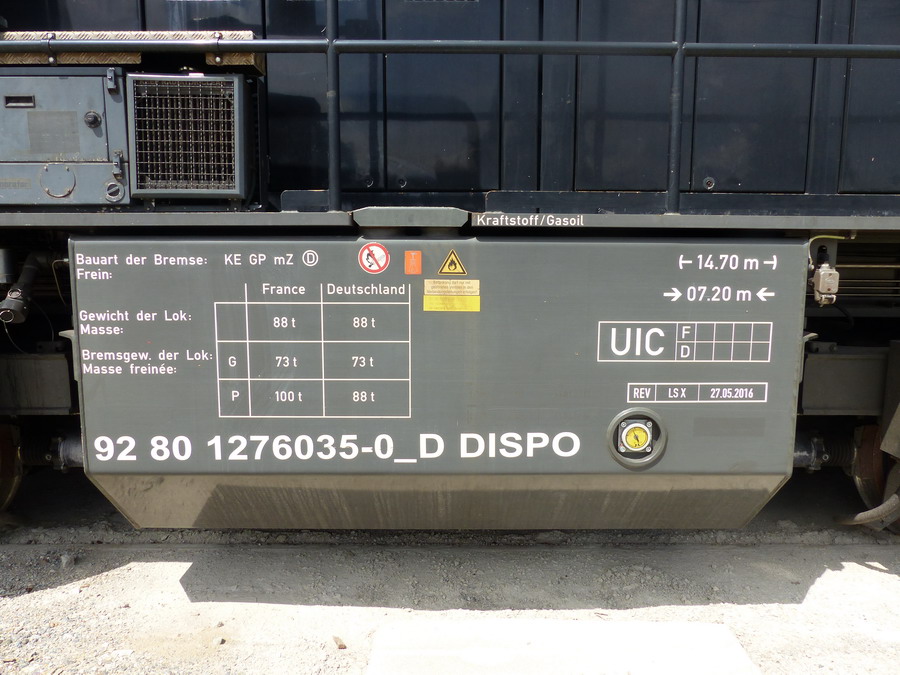 Kraftstoff/Gasoil
Bauart der Bremse: KE GP mZ D
Frein:
14.70 m
07.20 m
France Deutschland
Gewicht der Lok: 88 t 88 t
Masse:
Bremsgew. der Lok: G 73 t 73 t
Masse freinée:
P 100 t 88 t
UIC F
D
REV LS X 27.05.2016
92 80 1276035-0_D DISPO